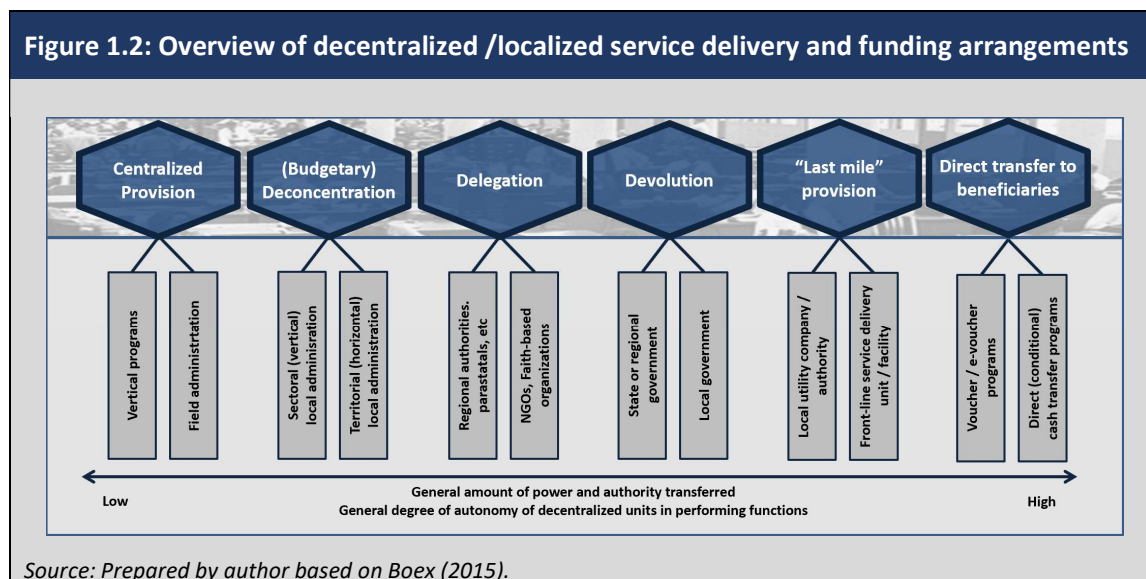 Figure 1.2: Overview of decentralized /localized service delivery and funding arrangements
Centralized
Provision
(Budgetary)
Deconcentration
Delegation
Devolution
“Last mile”
provision
Direct transfer to
beneficiaries
Vertical programs
Field administrtation
Sectoral (vertical)
local adminisration
Territorial (horizontal)
local administration
Regional authorities.
parastatals, etc
NGOs, Faith-based
organizations
State or regional
government
Local government
Local utility company /
authority
Front-line service delivery
unit / facility
Voucher / e-voucher
programs
Direct (conditional)
cash transfer programs
Low
General amount of power and authority transferred
General degree of autonomy of decentralized units in performing functions
High
Source: Prepared by author based on Boex (2015).